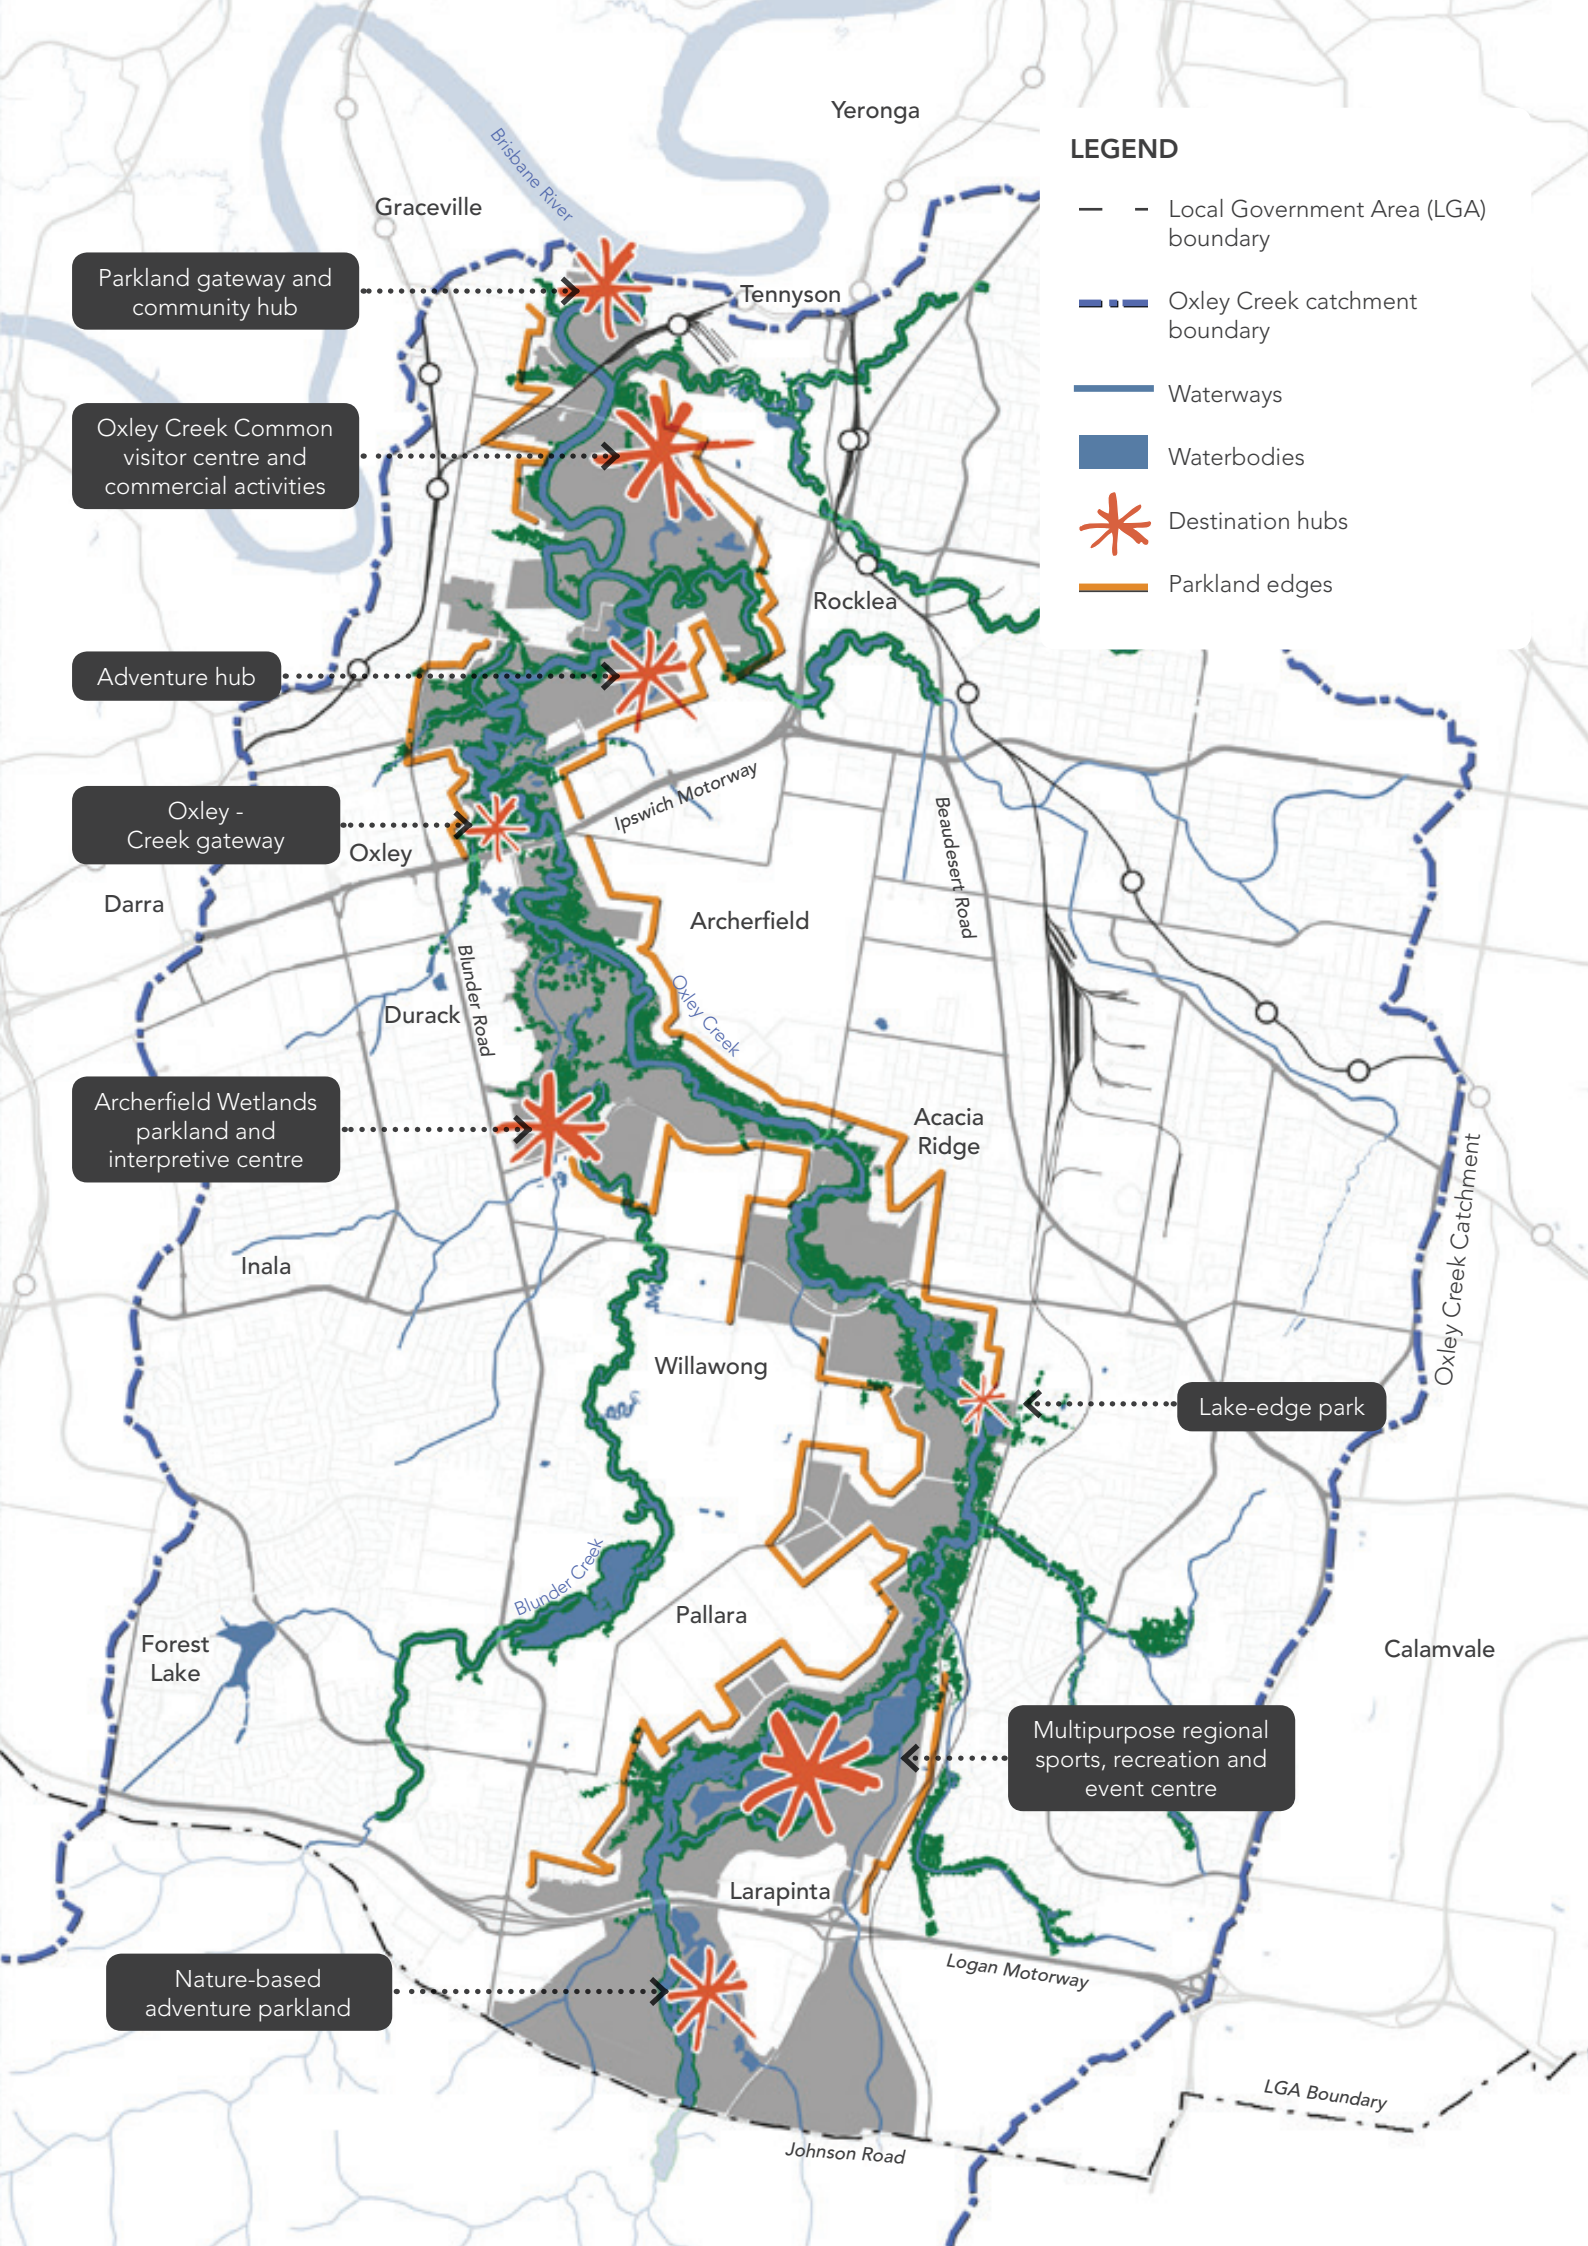 Yeronga
LEGEND
Local Government Area (LGA)
boundary
Oxley Creek catchment
boundary
Waterways
Waterbodies
Destination hubs
Parkland edges
Brisbane River
Graceville
Parkland gateway and
community hub
Tennyson
Oxley Creek Common
visitor centre and
commercial activities
Rocklea
Adventure hub
Ipswich Motorway
Beaudesert Road
Oxley -
Creek gateway
Oxley
Darra
Archerfield
Blunder Road
Oxley Creek
Durack
Archerfield Wetlands
parkland and
interpretive centre
Acacia
Ridge
Oxley Creek Catchment
Inala
Willawong
Lake-edge park
Blunder Creek
Pallara
Forest
Lake
Calamvale
Multipurpose regional
sports, recreation and
event centre
Larapinta
Logan Motorway
Nature-based
adventure parkland
LGA Boundary
Johnson Road